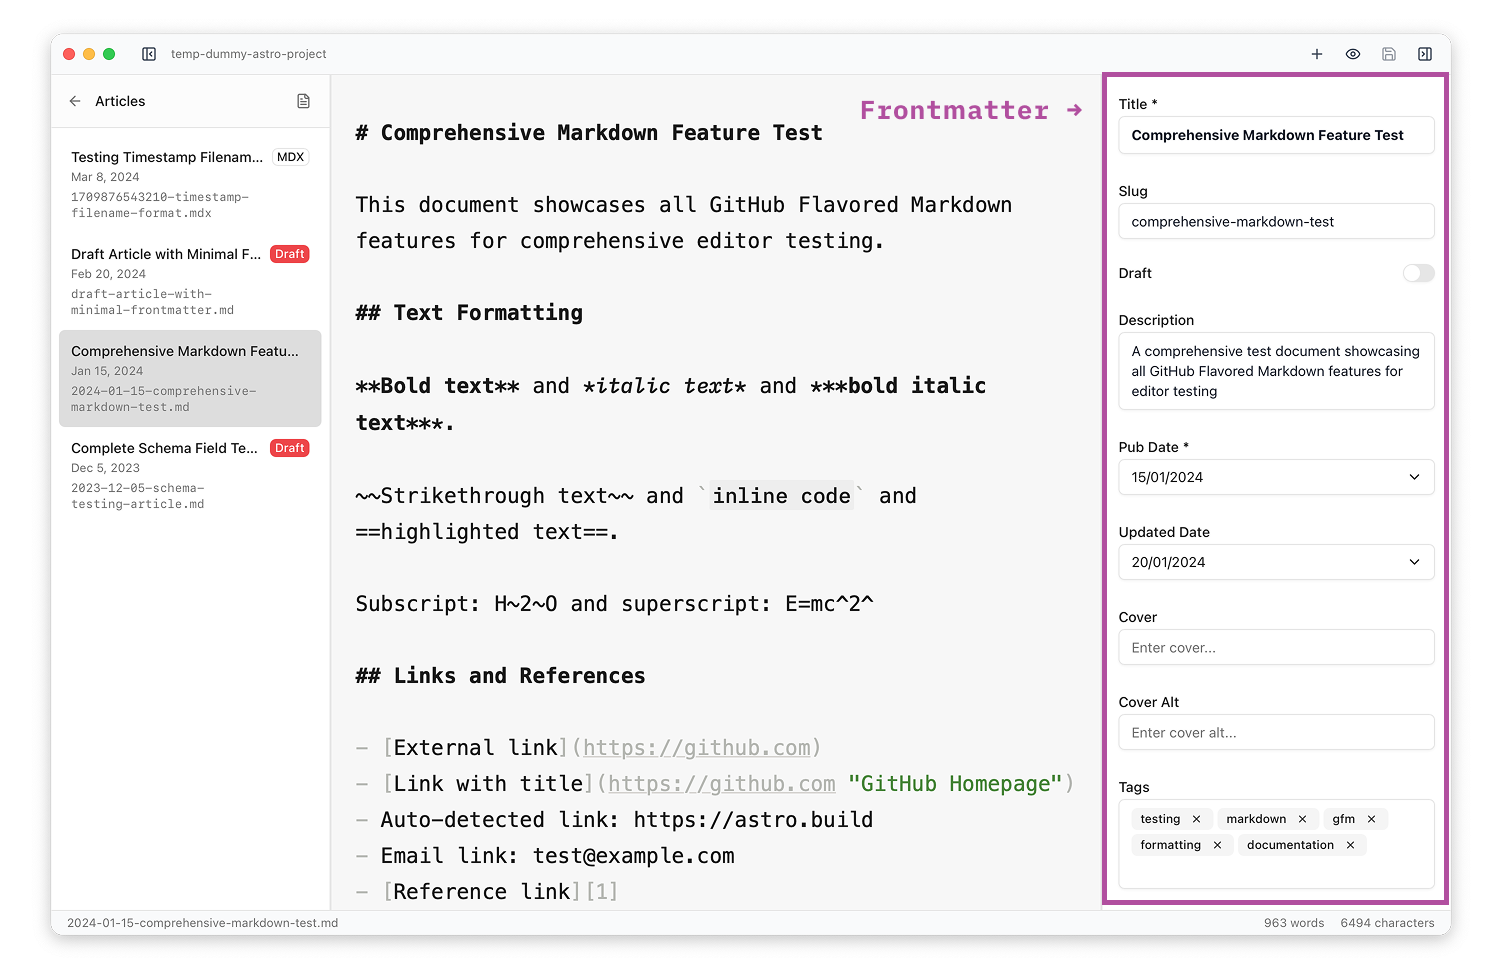 temp-dummy-astro-project
Articles
Testing Timestamp Filenam... MDX
Mar 8, 2024
1709876543210-timestamp-
filename-format.mdx
Draft Article with Minimal F... Draft
Feb 20, 2024
draft-article-with-
minimal-frontmatter.md
Comprehensive Markdown Featu...
Jan 15, 2024
2024-01-15-comprehensive-
markdown-test.md
Complete Schema Field Te... Draft
Dec 5, 2023
2023-12-05-schema-
testing-article.md
Frontmatter →
# Comprehensive Markdown Feature Test
This document showcases all GitHub Flavored Markdown
features for comprehensive editor testing.
## Text Formatting
**Bold text** and *italic text* and ***bold italic
text***.
~~Strikethrough text~~ and `inline code` and
==highlighted text==.
Subscript: H~2~O and superscript: E=mc^2^
## Links and References
- [External link](https://github.com)
- [Link with title](https://github.com "GitHub Homepage")
- Auto-detected link: https://astro.build
- Email link: test@example.com
- [Reference link][1]
Title *
Comprehensive Markdown Feature Test
Slug
comprehensive-markdown-test
Draft
Description
A comprehensive test document showcasing
all GitHub Flavored Markdown features for
editor testing
Pub Date *
15/01/2024
Updated Date
20/01/2024
Cover
Enter cover...
Cover Alt
Enter cover alt...
Tags
testing × markdown × gfm ×
formatting × documentation ×
2024-01-15-comprehensive-markdown-test.md
963 words 6494 characters